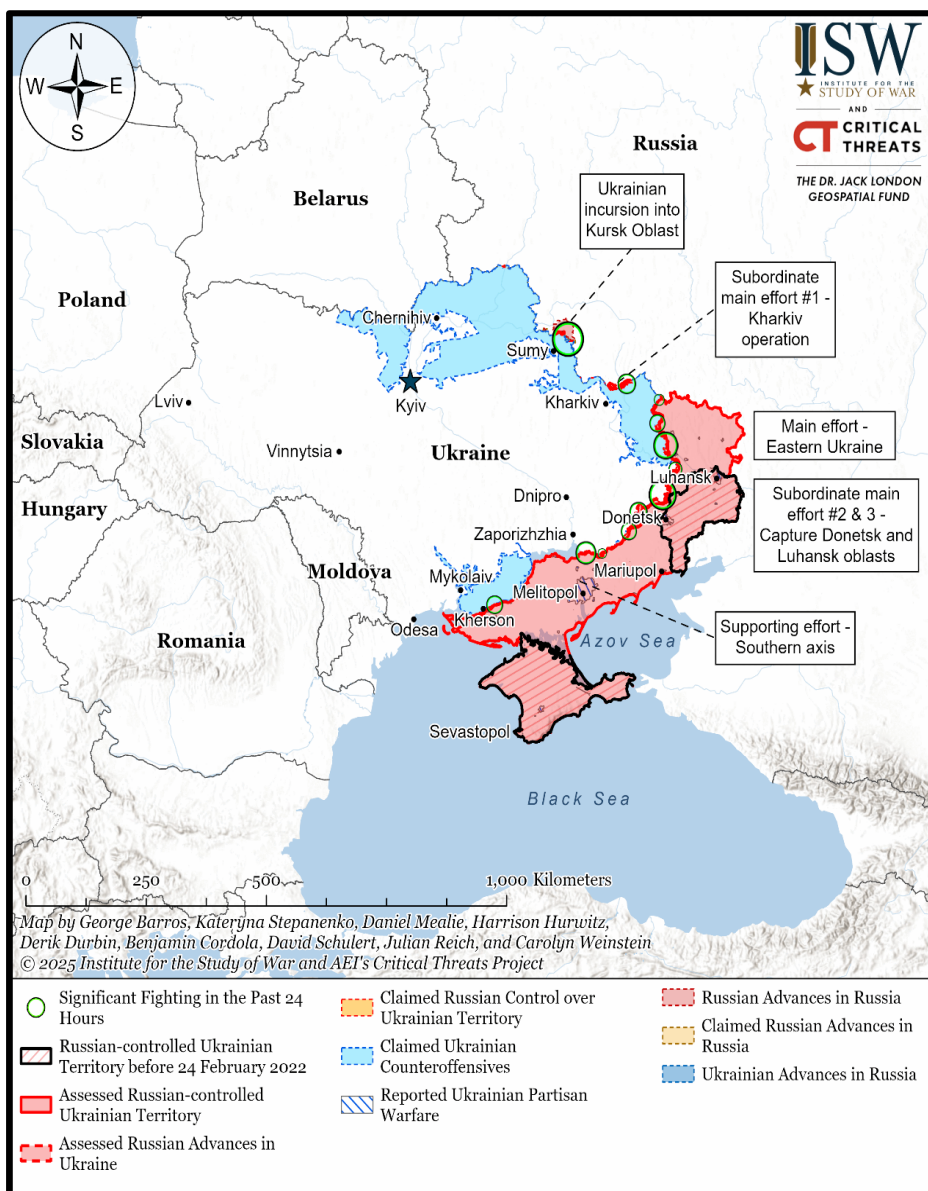 N
W
E
S
ISW
INSTITUTE FOR THE
STUDY OF WAR
AND
CT CRITICAL
THREATS
THE DR. JACK LONDON
GEOSPATIAL FUND
Russia
Belarus
Ukrainian
incursion into
Kursk Oblast
Poland
Subordinate
main effort #1 -
Kharkiv
operation
Chernihiv
Sumy
Kyiv
Kharkiv
Lviv
Slovakia
Vinnytsia
Ukraine
Main effort -
Eastern Ukraine
Luhansk
Hungary
Dnipro
Donetsk
Subordinate main
effort #2 & 3 -
Capture Donetsk and
Luhansk oblasts
Zaporizhzhia
Moldova
Mykolaiv
Mariupol
Melitopol
Kherson
Odesa
Romania
Azov Sea
Supporting effort -
Southern axis
Sevastopol
Black Sea
0 250 500 1,000 Kilometers
Map by George Barros, Kateryna Stepanenko, Daniel Mealie, Harrison Hurwitz,
Derik Durbin, Benjamin Cordola, David Schulert, Julian Reich, and Carolyn Weinstein
© 2025 Institute for the Study of War and AEI's Critical Threats Project
Significant Fighting in the Past 24
Hours
Russian-controlled Ukrainian
Territory before 24 February 2022
Assessed Russian-controlled
Ukrainian Territory
Assessed Russian Advances in
Ukraine
Claimed Russian Control over
Ukrainian Territory
Claimed Ukrainian
Counteroffensives
Reported Ukrainian Partisan
Warfare
Russian Advances in Russia
Claimed Russian Advances in
Russia
Ukrainian Advances in Russia